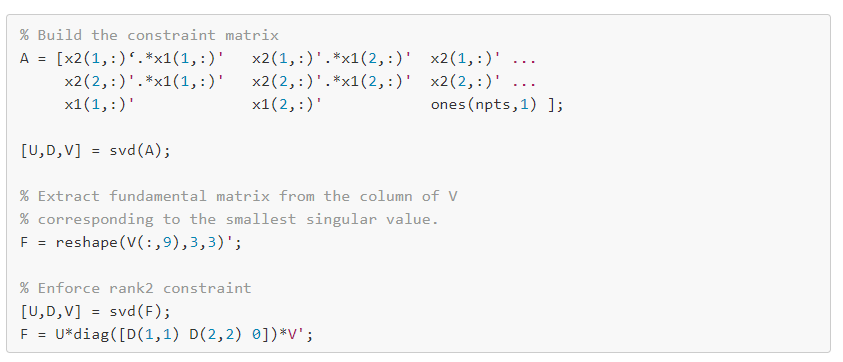 % Build the constraint matrix
A = [x2(1,:)‘.*x1(1,:)'   x2(1,:)'.*x1(2,:)'  x2(1,:)' ...
     x2(2,:)'.*x1(1,:)'   x2(2,:)'.*x1(2,:)'  x2(2,:)' ...
     x1(1,:)'             x1(2,:)'            ones(npts,1) ];
[U,D,V] = svd(A);
% Extract fundamental matrix from the column of V
% corresponding to the smallest singular value.
F = reshape(V(:,9),3,3)';
% Enforce rank2 constraint
[U,D,V] = svd(F);
F = U*diag([D(1,1) D(2,2) 0])*V';